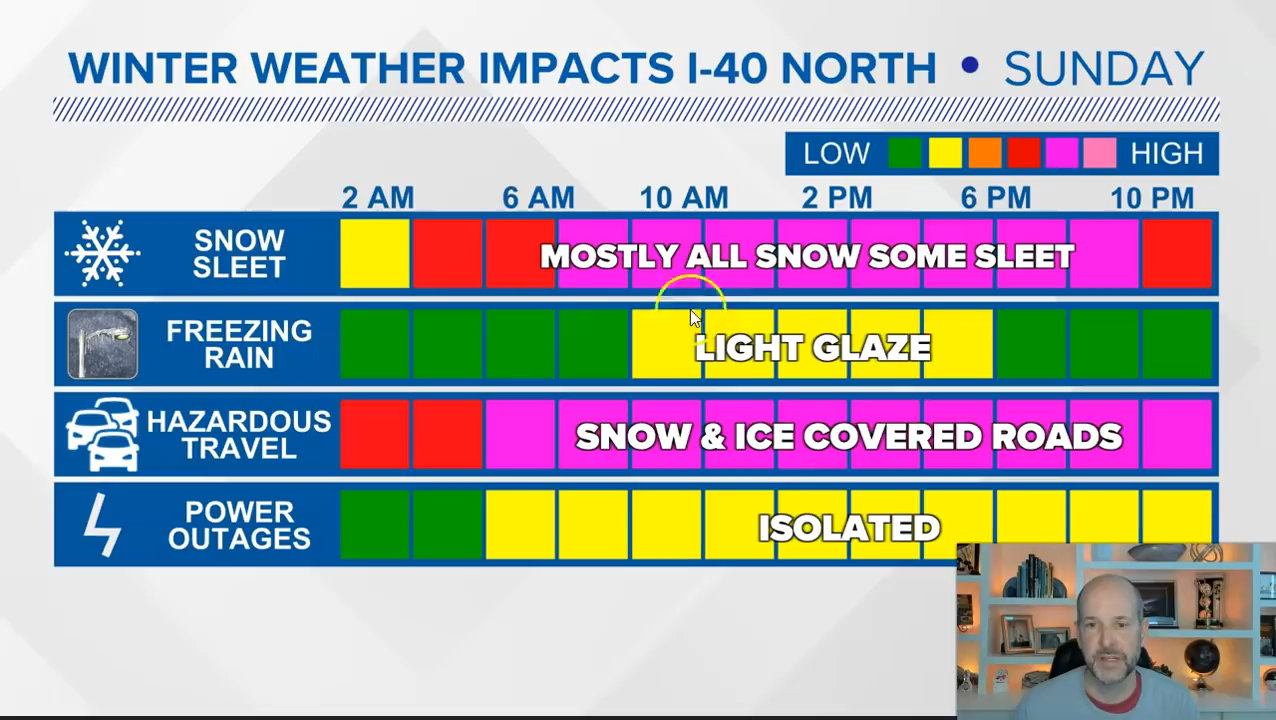 WINTER WEATHER IMPACTS I-40 NORTH • SUNDAY
LOW HIGH
2 AM 6 AM 10 AM 2 PM 6 PM 10 PM
SNOW
SLEET
MOSTLY ALL SNOW SOME SLEET
FREEZING
RAIN
LIGHT GLAZE
HAZARDOUS
TRAVEL
SNOW & ICE COVERED ROADS
POWER
OUTAGES
ISOLATED